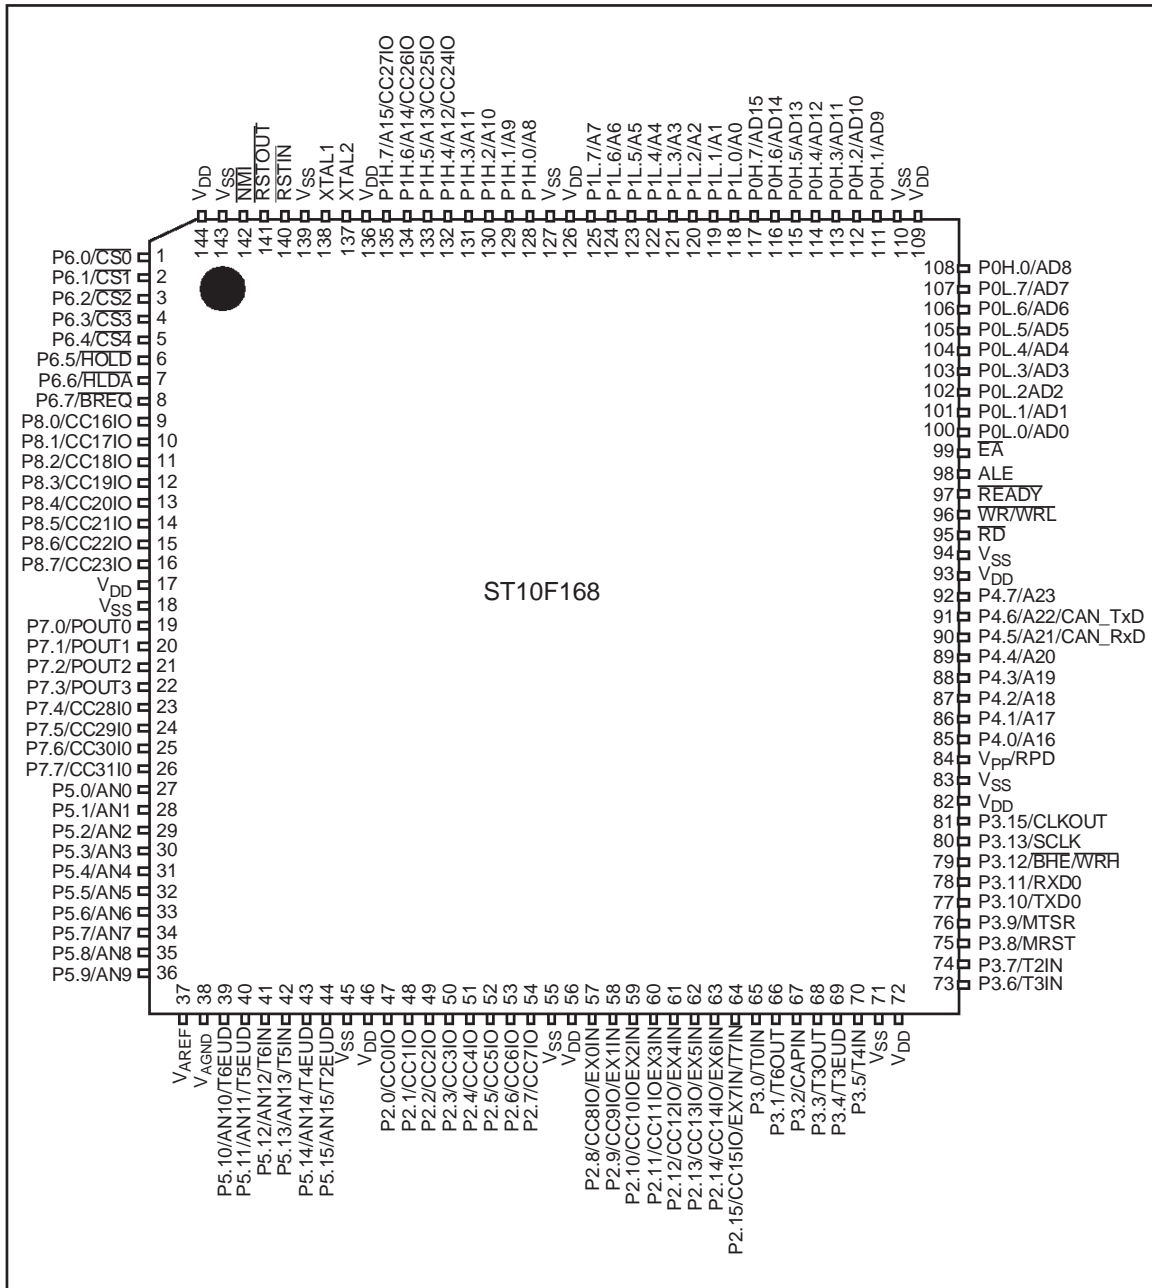 VDD
VSS
NMI
RSTOUT
RSTIN
VSS
XTAL1
XTAL2
VDD
P1H.7/A15/CC27IO
P1H.6/A14/CC26IO
P1H.5/A13/CC25IO
P1H.4/A12/CC24IO
P1H.3/A11
P1H.2/A10
P1H.1/A9
P1H.0/A8
VSS
VDD
P1L.7/A7
P1L.6/A6
P1L.5/A5
P1L.4/A4
P1L.3/A3
P1L.2/A2
P1L.1/A1
P1L.0/A0
P0H.7/AD15
P0H.6/AD14
P0H.5/AD13
P0H.4/AD12
P0H.3/AD11
P0H.2/AD10
P0H.1/AD9
VSS
VDD
144
143
142
141
140
139
138
137
136
135
134
133
132
131
130
129
128
127
126
125
124
123
122
121
120
119
118
117
116
115
114
113
112
111
110
109
P6.0/CS0 1
P6.1/CS1 2
P6.2/CS2 3
P6.3/CS3 4
P6.4/CS4 5
P6.5/HOLD 6
P6.6/HLDA 7
P6.7/BREQ 8
P8.0/CC16IO 9
P8.1/CC17IO 10
P8.2/CC18IO 11
P8.3/CC19IO 12
P8.4/CC20IO 13
P8.5/CC21IO 14
P8.6/CC22IO 15
P8.7/CC23IO 16
VDD 17
VSS 18
P7.0/POUT0 19
P7.1/POUT1 20
P7.2/POUT2 21
P7.3/POUT3 22
P7.4/CC28I0 23
P7.5/CC29I0 24
P7.6/CC30I0 25
P7.7/CC31I0 26
P5.0/AN0 27
P5.1/AN1 28
P5.2/AN2 29
P5.3/AN3 30
P5.4/AN4 31
P5.5/AN5 32
P5.6/AN6 33
P5.7/AN7 34
P5.8/AN8 35
P5.9/AN9 36
ST10F168
108 P0H.0/AD8
107 P0L.7/AD7
106 P0L.6/AD6
105 P0L.5/AD5
104 P0L.4/AD4
103 P0L.3/AD3
102 P0L.2AD2
101 P0L.1/AD1
100 P0L.0/AD0
99 EA
98 ALE
97 READY
96 WR/WRL
95 RD
94 VSS
93 VDD
92 P4.7/A23
91 P4.6/A22/CAN_TxD
90 P4.5/A21/CAN_RxD
89 P4.4/A20
88 P4.3/A19
87 P4.2/A18
86 P4.1/A17
85 P4.0/A16
84 VPP/RPD
83 VSS
82 VDD
81 P3.15/CLKOUT
80 P3.13/SCLK
79 P3.12/BHE/WRH
78 P3.11/RXD0
77 P3.10/TXD0
76 P3.9/MTSR
75 P3.8/MRST
74 P3.7/T2IN
73 P3.6/T3IN
37
38
39
40
41
42
43
44
45
46
47
48
49
50
51
52
53
54
55
56
57
58
59
60
61
62
63
64
65
66
67
68
69
70
71
72
VAREF
VAGND
P5.10/AN10/T6EUD
P5.11/AN11/T5EUD
P5.12/AN12/T6IN
P5.13/AN13/T5IN
P5.14/AN14/T4EUD
P5.15/AN15/T2EUD
VSS
VDD
P2.0/CC0IO
P2.1/CC1IO
P2.2/CC2IO
P2.3/CC3IO
P2.4/CC4IO
P2.5/CC5IO
P2.6/CC6IO
P2.7/CC7IO
VSS
VDD
P2.8/CC8IO/EX0IN
P2.9/CC9IO/EX1IN
P2.10/CC10IOEX2IN
P2.11/CC11IOEX3IN
P2.12/CC12IO/EX4IN
P2.13/CC13IO/EX5IN
P2.14/CC14IO/EX6IN
P2.15/CC15IO/EX7IN/T7IN
P3.0/T0IN
P3.1/T6OUT
P3.2/CAPIN
P3.3/T3OUT
P3.4/T3EUD
P3.5/T4IN
VSS
VDD